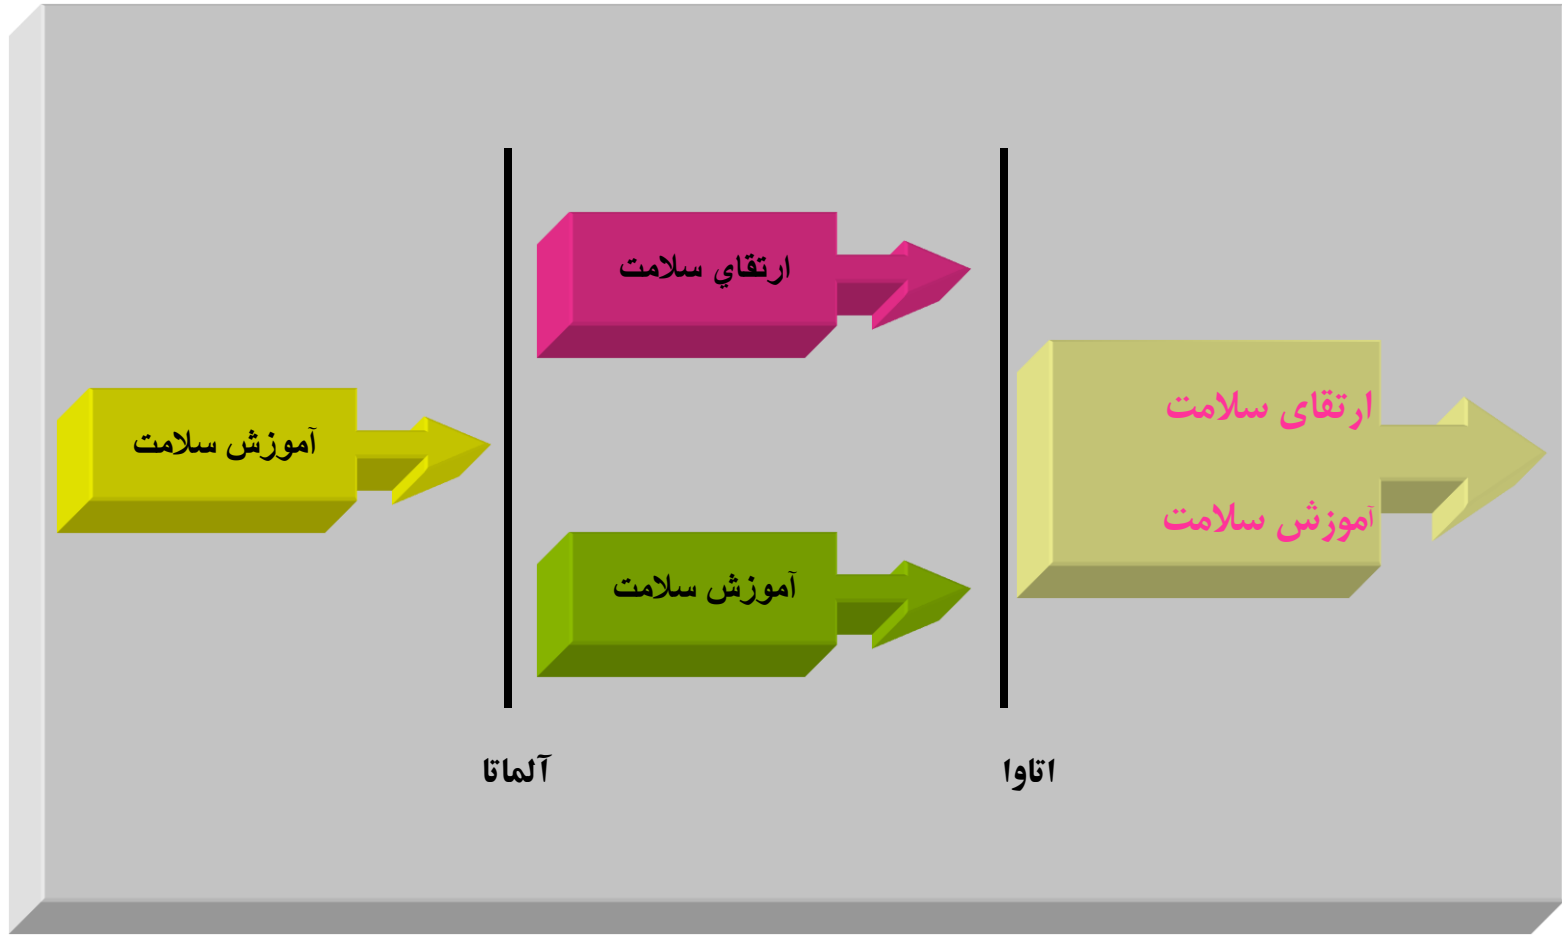 آموزش سلامت
ارتقاي سلامت
آموزش سلامت
ارتقای سلامت
آموزش سلامت
آلماتا
اتاوا